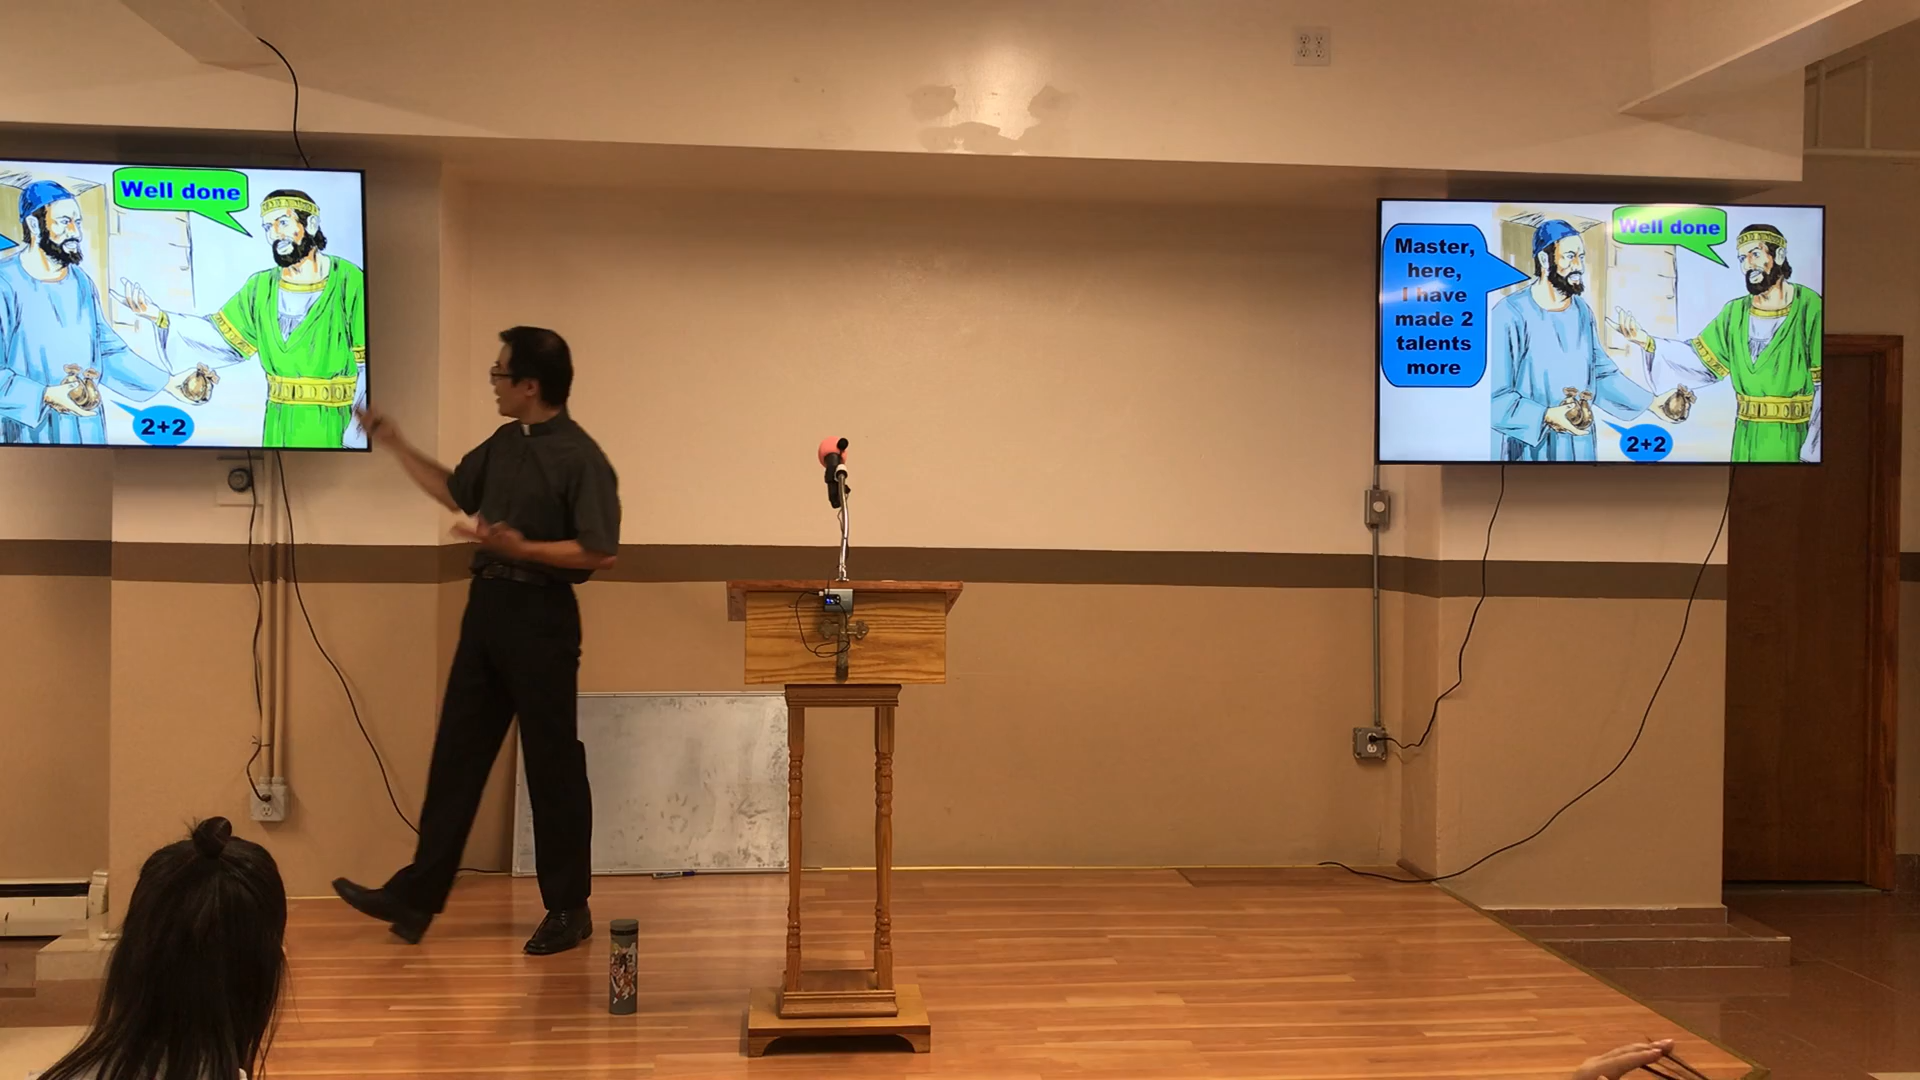 Well done
2+2
Master,
here,
I have
made 2
talents
more
Well done
2+2